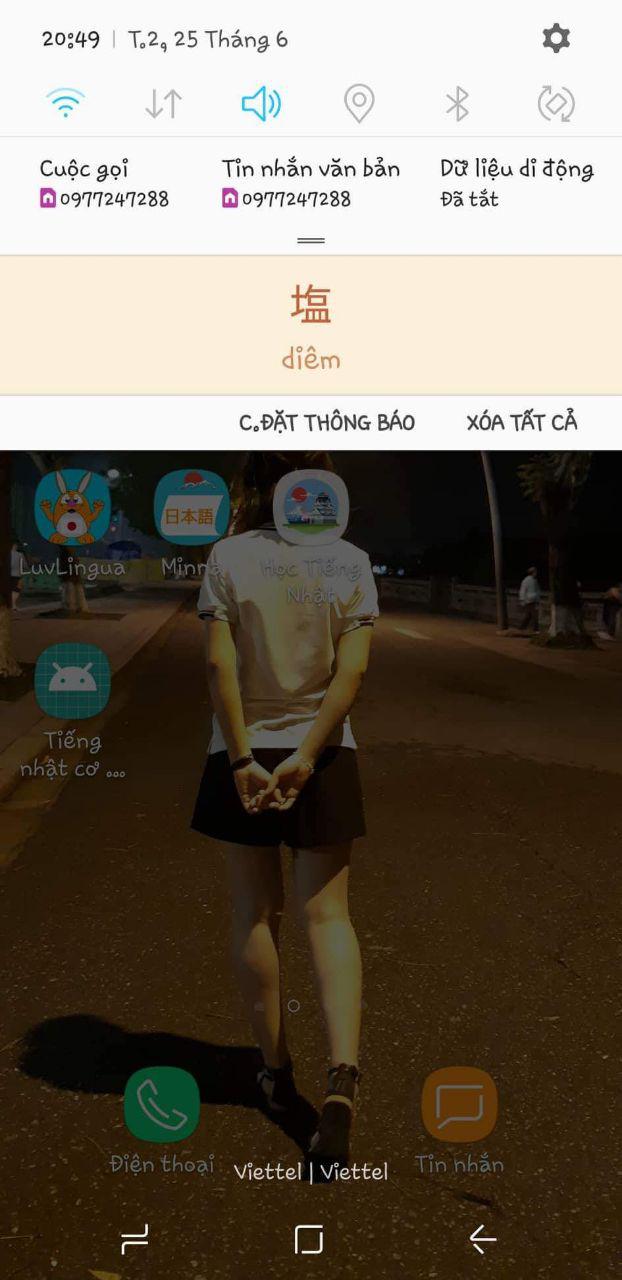 20:49 | T.2, 25 Tháng 6
Cuộc gọi
0977247288
Tin nhắn văn bản
0977247288
Dữ liệu di động
Đã tắt
塩
diêm
C.ĐẶT THÔNG BÁO XÓA TẤT CẢ
日本語
LuvLingua Minna Học Tiếng
Nhật
Tiếng
nhật cơ ...
Điện thoại Viettel | Viettel Tin nhắn